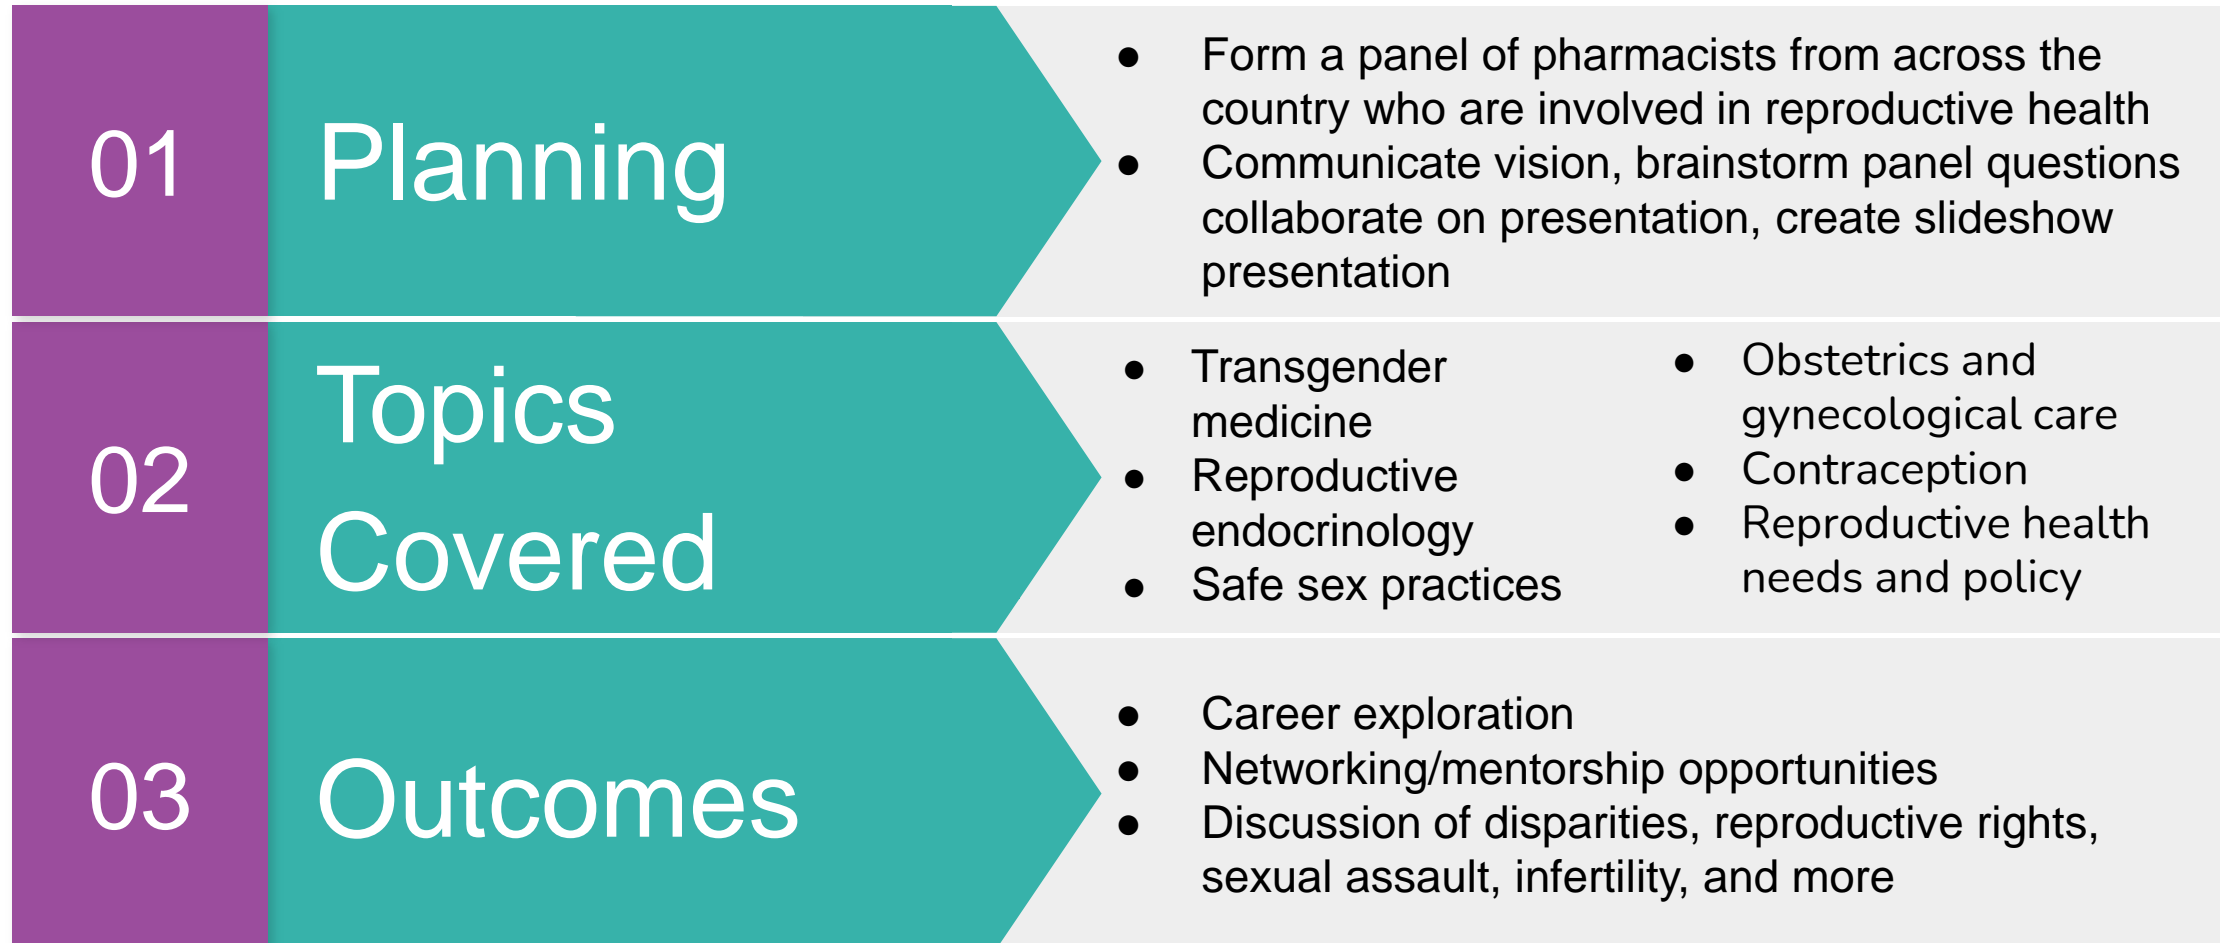 01
Planning
● Form a panel of pharmacists from across the
country who are involved in reproductive health
● Communicate vision, brainstorm panel questions
collaborate on presentation, create slideshow
presentation
02
Topics
Covered
● Transgender
medicine
● Reproductive
endocrinology
● Safe sex practices
● Obstetrics and
gynecological care
● Contraception
● Reproductive health
needs and policy
03
Outcomes
● Career exploration
● Networking/mentorship opportunities
● Discussion of disparities, reproductive rights,
sexual assault, infertility, and more